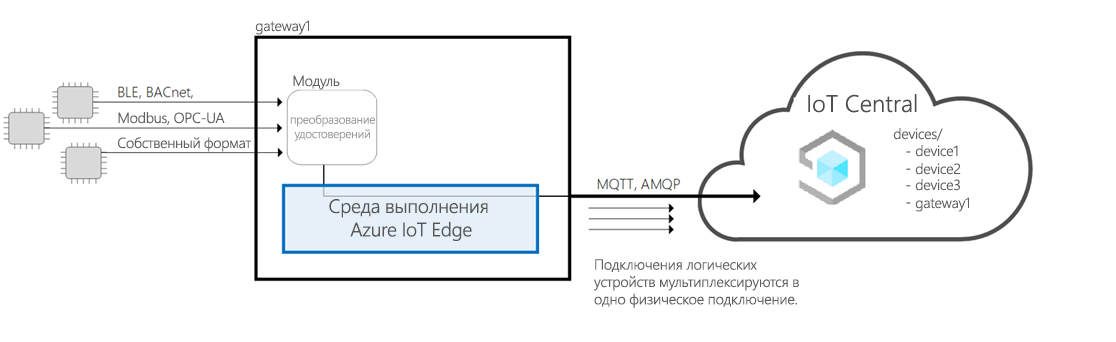 gateway1
Модуль
BLE, BACnet,
Modbus, OPC-UA
Собственный формат
преобразование
удостоверений
Среда выполнения
Azure IoT Edge
MQTT, AMQP
Подключения логических
устройств мультиплексируются в
одно физическое подключение.
IoT Central
devices/
- device1
- device2
- device3
- gateway1